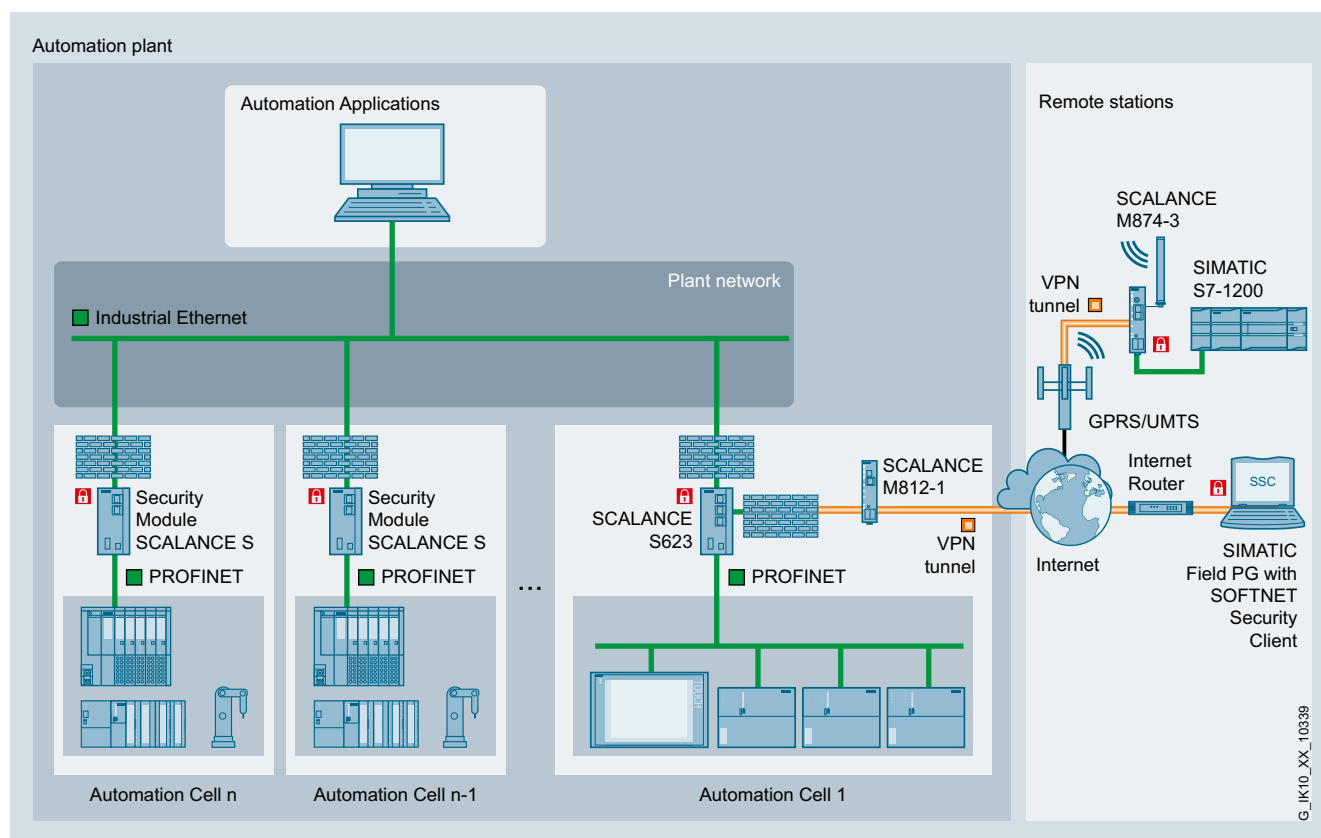 Automation plant
Automation Applications
Remote stations
SCALANCE
M874-3
SIMATIC
S7-1200
VPN
tunnel
Plant network
Industrial Ethernet
GPRS/UMTS
Security
Module
SCALANCE S
Security
Module
SCALANCE S
SCALANCE
S623
SCALANCE
M812-1
VPN
tunnel
Internet
Internet
Router
SSC
SIMATIC
Field PG with
SOFTNET
Security
Client
PROFINET
PROFINET
...
PROFINET
TOUCH
Automation Cell n
Automation Cell n-1
Automation Cell 1
G_IK10_XX_10339